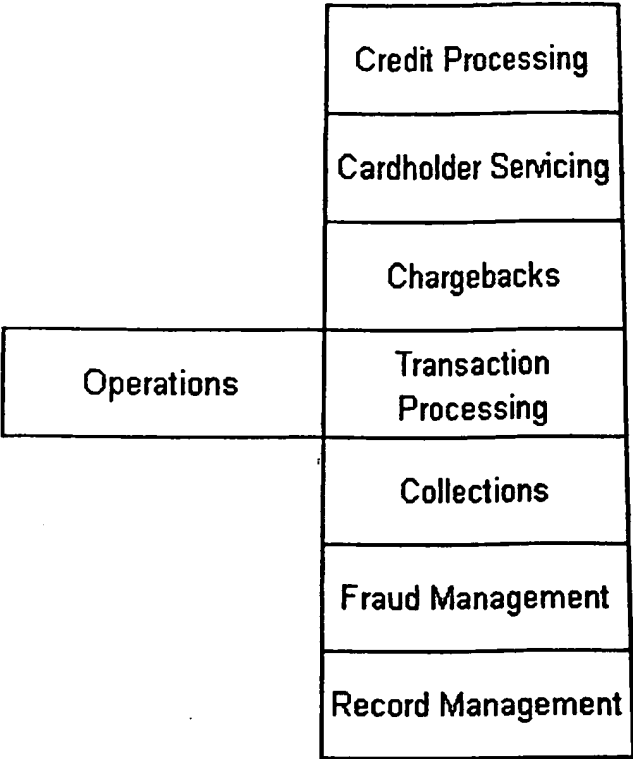 Credit Processing
Cardholder Servicing
Chargebacks
Operations
Transaction
Processing
Collections
Fraud Management
Record Management